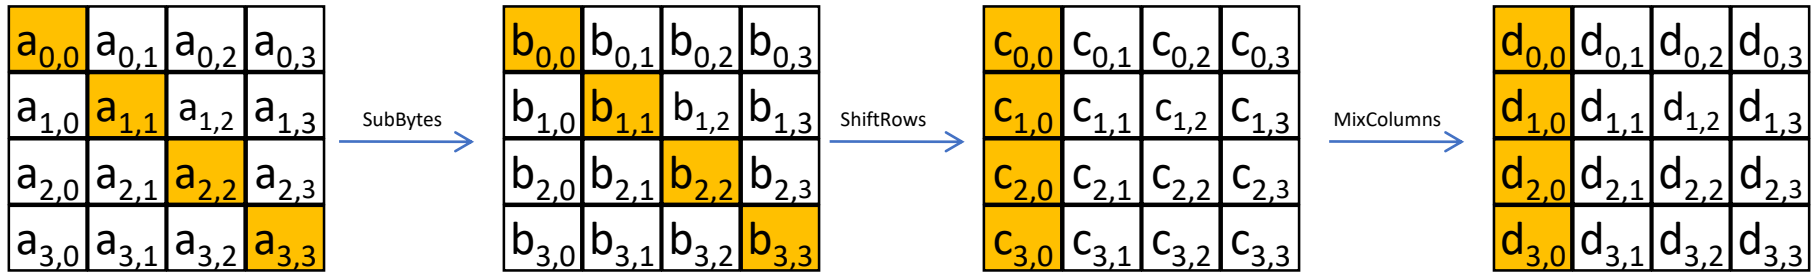 a0,0 a0,1 a0,2 a0,3 b0,0 b0,1 b0,2 b0,3 c0,0 c0,1 c0,2 c0,3 d0,0 d0,1 d0,2 d0,3
a1,0 a1,1 a1,2 a1,3 SubBytes b1,0 b1,1 b1,2 b1,3 ShiftRows c1,0 c1,1 c1,2 c1,3 MixColumns d1,0 d1,1 d1,2 d1,3
a2,0 a2,1 a2,2 a2,3 b2,0 b2,1 b2,2 b2,3 c2,0 c2,1 c2,2 c2,3 d2,0 d2,1 d2,2 d2,3
a3,0 a3,1 a3,2 a3,3 b3,0 b3,1 b3,2 b3,3 c3,0 c3,1 c3,2 c3,3 d3,0 d3,1 d3,2 d3,3